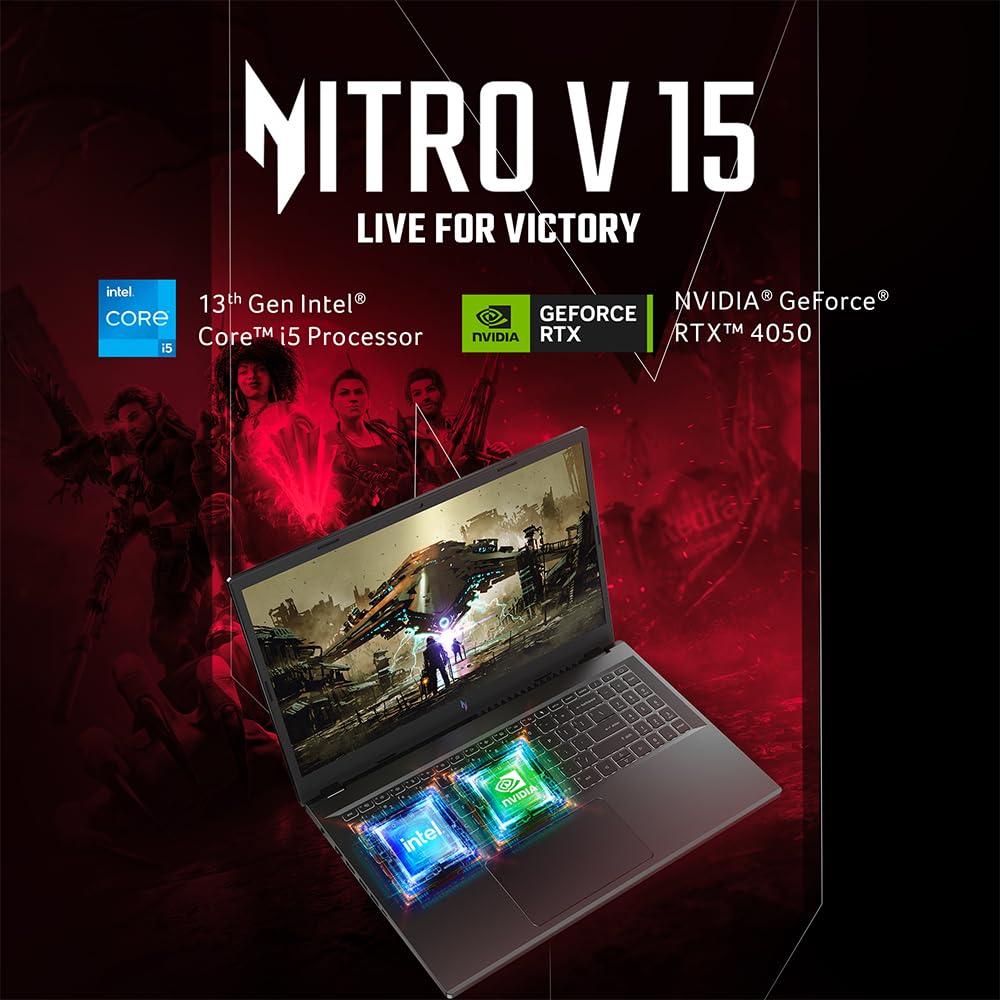 NITRO V 15
LIVE FOR VICTORY
intel.
CORE
i5
13th Gen Intel®
Core™ i5 Processor
NVIDIA
GEFORCE
RTX
NVIDIA® GeForce®
RTX™ 4050
Redfall
intel
NVIDIA